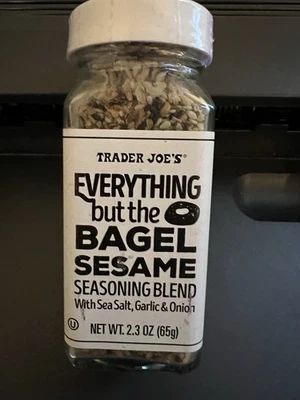 TRADER JOE'S®
EVERYTHING
but the
BAGEL
SESAME
SEASONING BLEND
With Sea Salt, Garlic & Onion
U
NET WT. 2.3 OZ (65g)